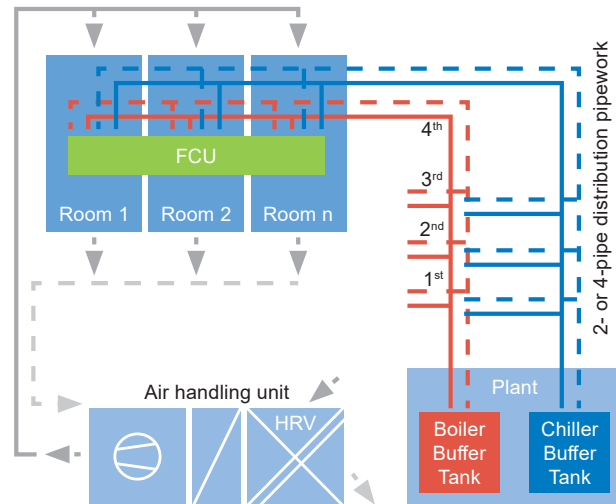 FCU
Room 1
Room 2
Room n
4th
3rd
2nd
1st
2- or 4-pipe distribution pipework
Air handling unit
HRV
Plant
Boiler
Buffer
Tank
Chiller
Buffer
Tank